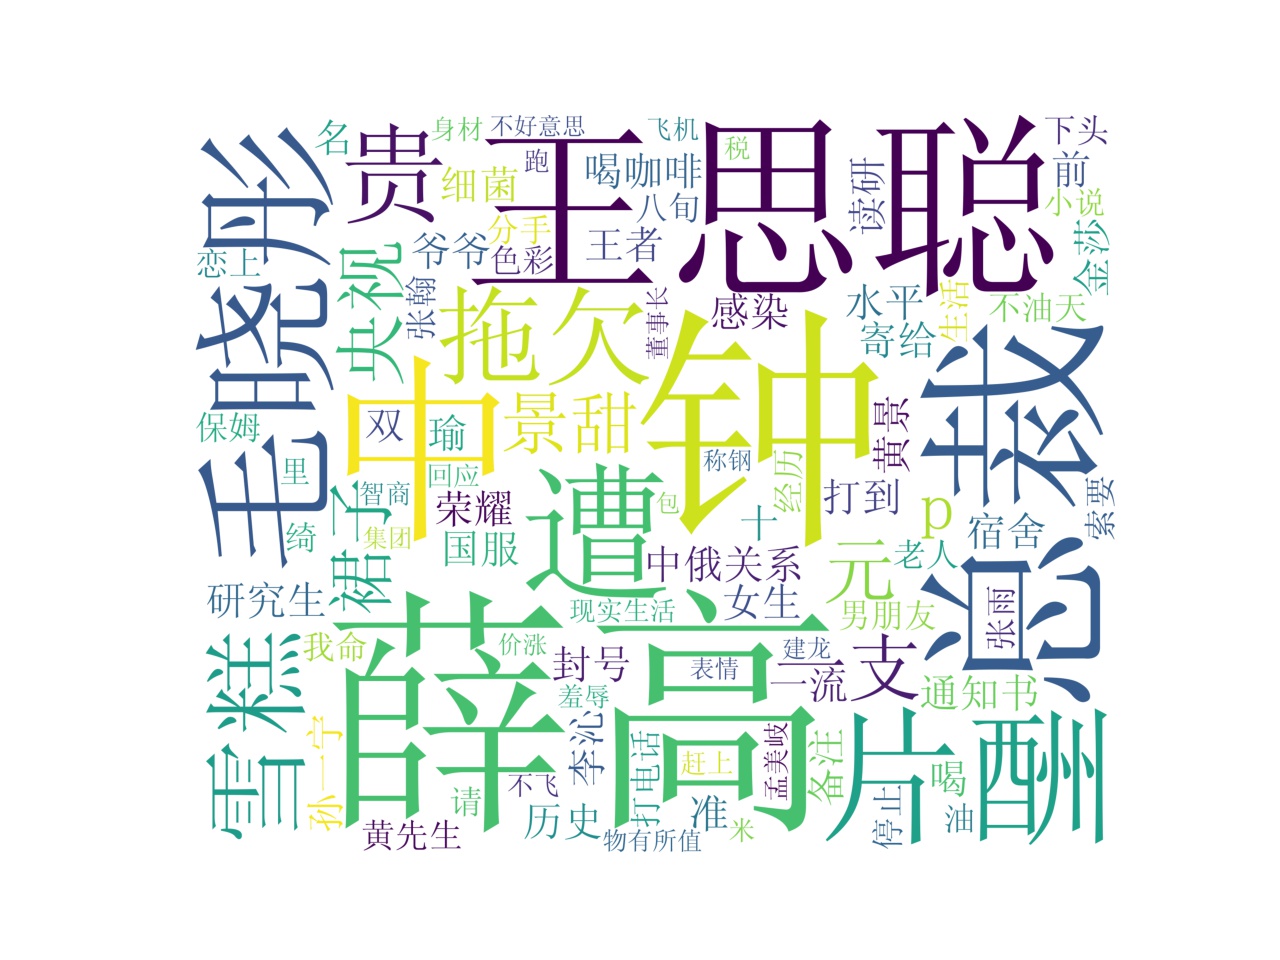 王思聪
毛晓彤
贵
名
身材
不好意思
跑
飞机
税
下头
前
细菌
喝咖啡
八旬
读研
小说
分手
色彩
王者
金莎
恋上
央视
爷爷
张翰
董事长
感染
水平
生活
不油天
寄给
拖欠
钟
中
双
瑜
景甜
黄景
裁
总
保姆
里
智商
回应
称钢
经历
打到
p
索要
绮
集团
荣耀
国服
遭
包
十
宿舍
裙子
中俄关系
元
老人
研究生
现实生活
女生
男朋友
张雨
雪糕
我命
薛
价涨
封号
高
表情
建龙
一流
支
通知书
羞辱
孙一宁
李沁
打电话
赶上
孟美岐
备注
片
喝
酬
请
不飞
历史
准
停止
油
黄先生
物有所值
米